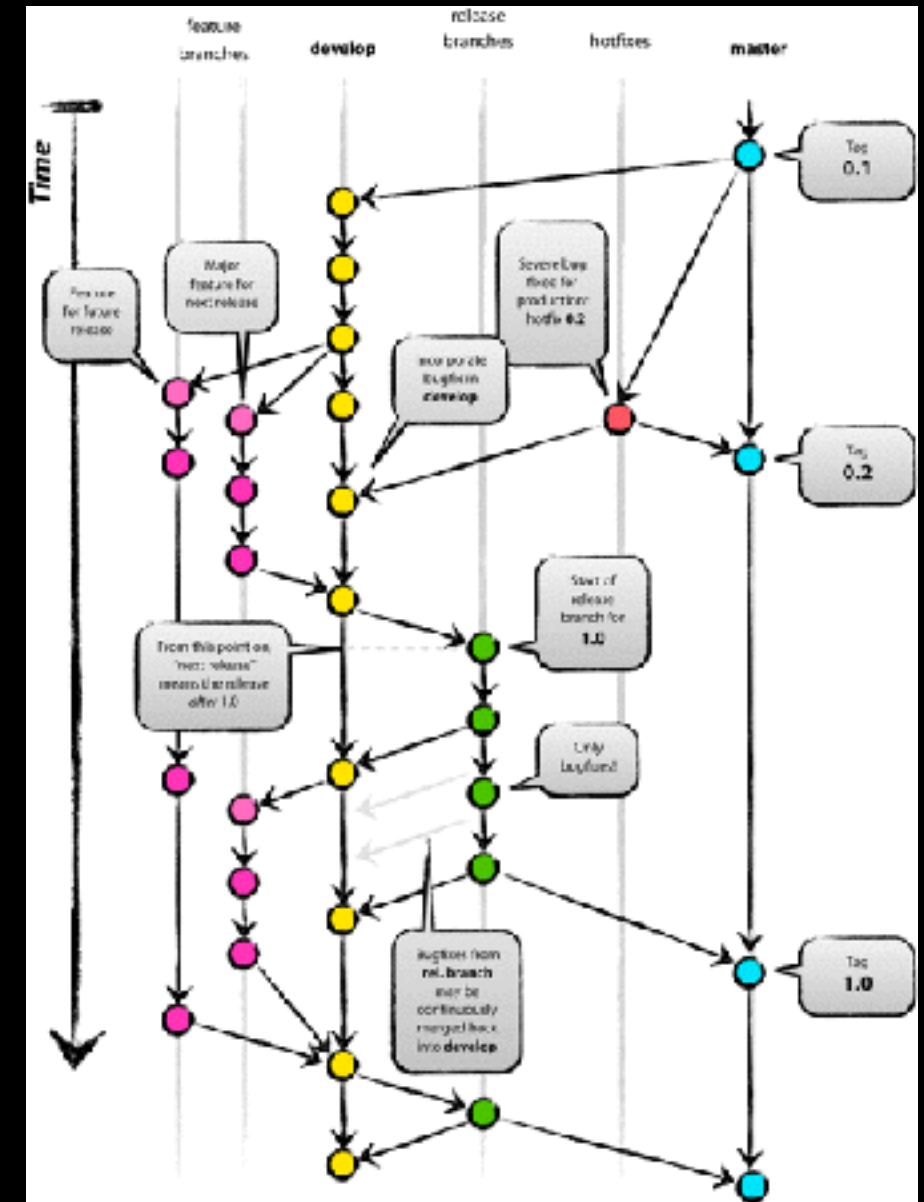 feature
branches
develop
release
branches
hotfixes
master
Time
Tag
0.1
Major
feature for
next release
Feature
for future
release
Severe bug
fixed for
production:
hotfix 0.2
Incorporate
bugfix in
develop
Tag
0.2
Start of
release
branch for
1.0
From this point on,
"next release"
means the release
after 1.0
Only
bugfixes!
Bugfixes from
rel. branch
may be
continuously
merged back
into develop
Tag
1.0